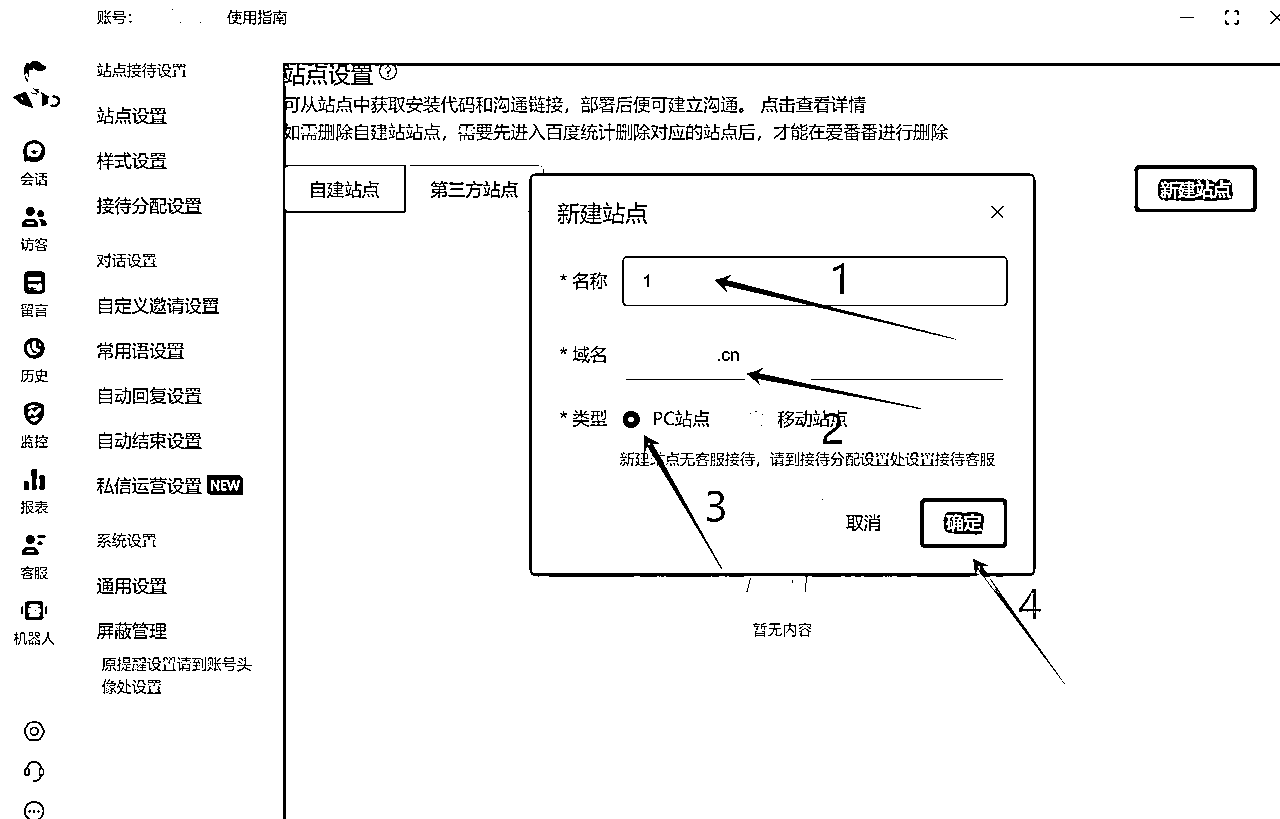 账号： 使用指南
会话
访客
留言
历史
监控
报表
客服
机器人
站点接待设置
站点设置
样式设置
接待分配设置
对话设置
自定义邀请设置
常用语设置
自动回复设置
自动结束设置
私信运营设置 NEW
系统设置
通用设置
屏蔽管理
原提醒设置请到账号头
像处设置
站点设置
可从站点中获取安装代码和沟通链接，部署后便可建立沟通。 点击查看详情
如需删除自建站站点，需要先进入百度统计删除对应的站点后，才能在爱番番进行删除
自建站点 第三方站点 新建站点
新建站点
* 名称 1 1
* 域名 .cn
* 类型 PC站点 移动站点 2
新建站点无客服接待，请到接待分配设置处设置接待客服
3
取消 确定
4
暂无内容